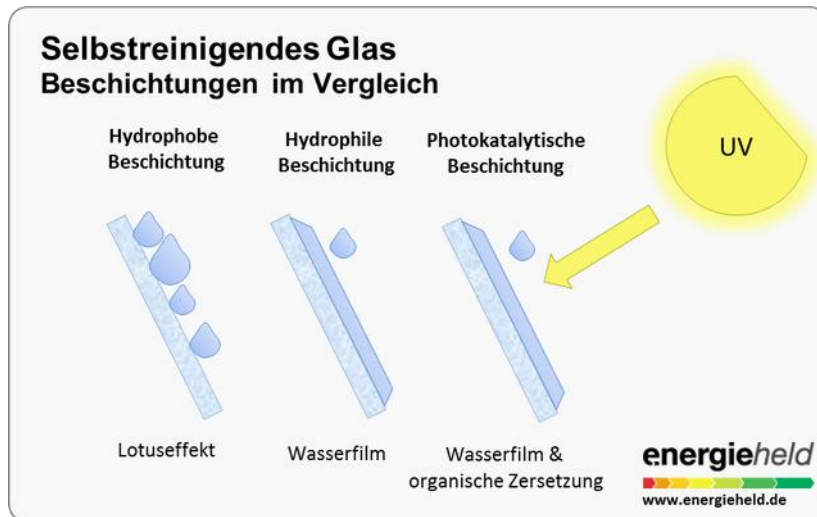 Selbstreinigendes Glas
Beschichtungen im Vergleich
Hydrophobe
Beschichtung
Hydrophile
Beschichtung
Photokatalytische
Beschichtung
UV
Lotuseffekt
Wasserfilm
Wasserfilm &
organische Zersetzung
energieheld
www.energieheld.de